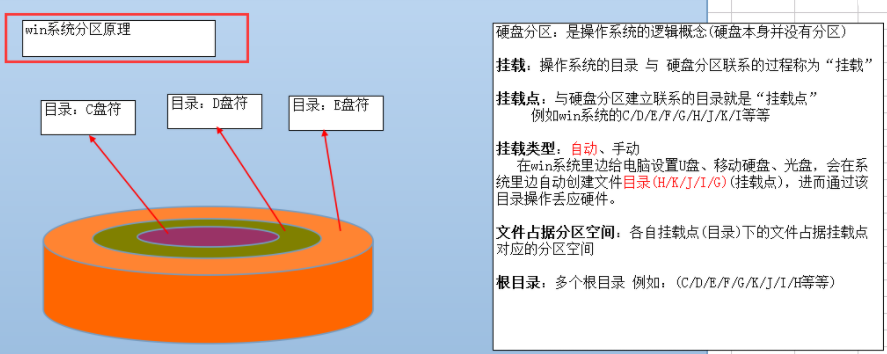 win系统分区原理
目录：C盘符
目录：D盘符
目录：E盘符
硬盘分区：是操作系统的逻辑概念(硬盘本身并没有分区)
挂载：操作系统的目录 与 硬盘分区联系的过程称为“挂载”
挂载点：与硬盘分区建立联系的目录就是“挂载点”
例如win系统的C/D/E/F/G/H/J/K/I等等
挂载类型：自动、手动
在win系统里边给电脑设置U盘、移动硬盘、光盘，会在系
统里边自动创建文件目录(H/K/J/I/G)(挂载点)，进而通过该
目录操作丢应硬件。
文件占据分区空间：各自挂载点(目录)下的文件占据挂载点
对应的分区空间
根目录：多个根目录 例如：(C/D/E/F/G/K/J/I/H等等)